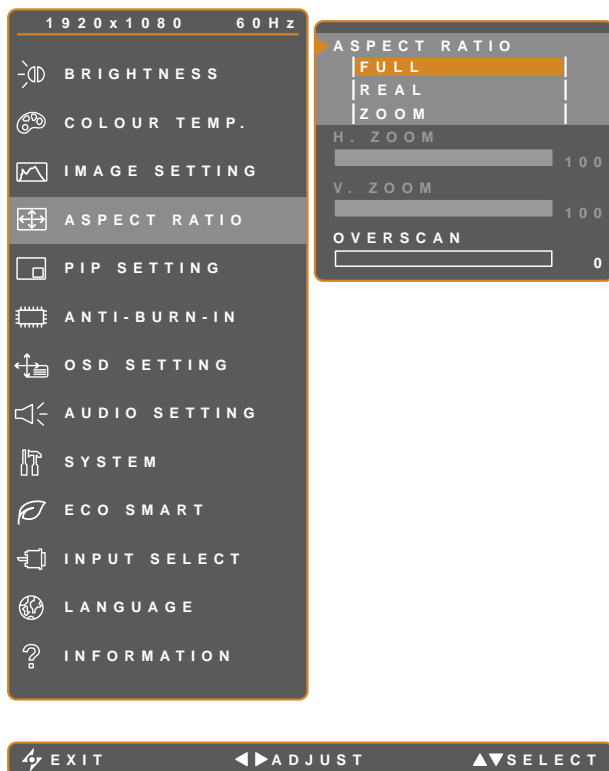 1920x1080 60Hz
BRIGHTNESS
COLOUR TEMP.
IMAGE SETTING
ASPECT RATIO
PIP SETTING
ANTI-BURN-IN
OSD SETTING
AUDIO SETTING
SYSTEM
ECO SMART
INPUT SELECT
LANGUAGE
INFORMATION
ASPECT RATIO
FULL
REAL
ZOOM
H. ZOOM
100
V. ZOOM
100
OVERSCAN
0
EXIT ADJUST SELECT